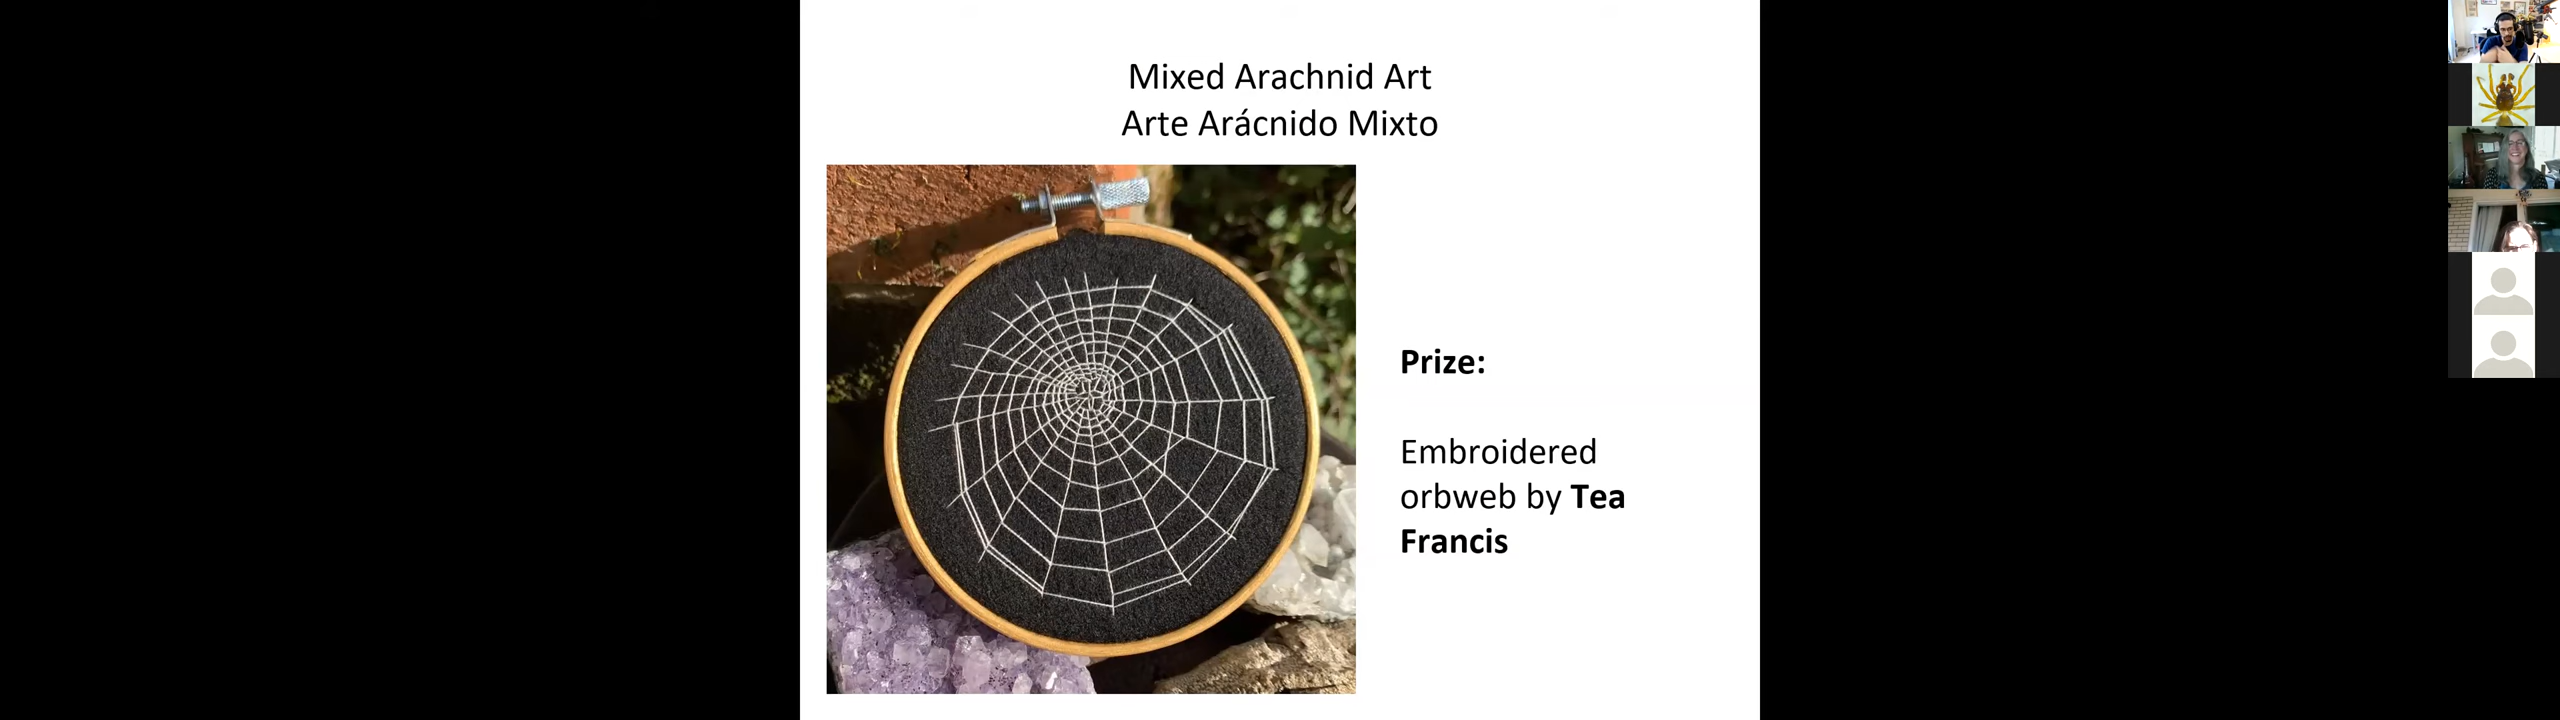 Mixed Arachnid Art
Arte Arácnido Mixto
Prize:
Embroidered
orbweb by Tea
Francis